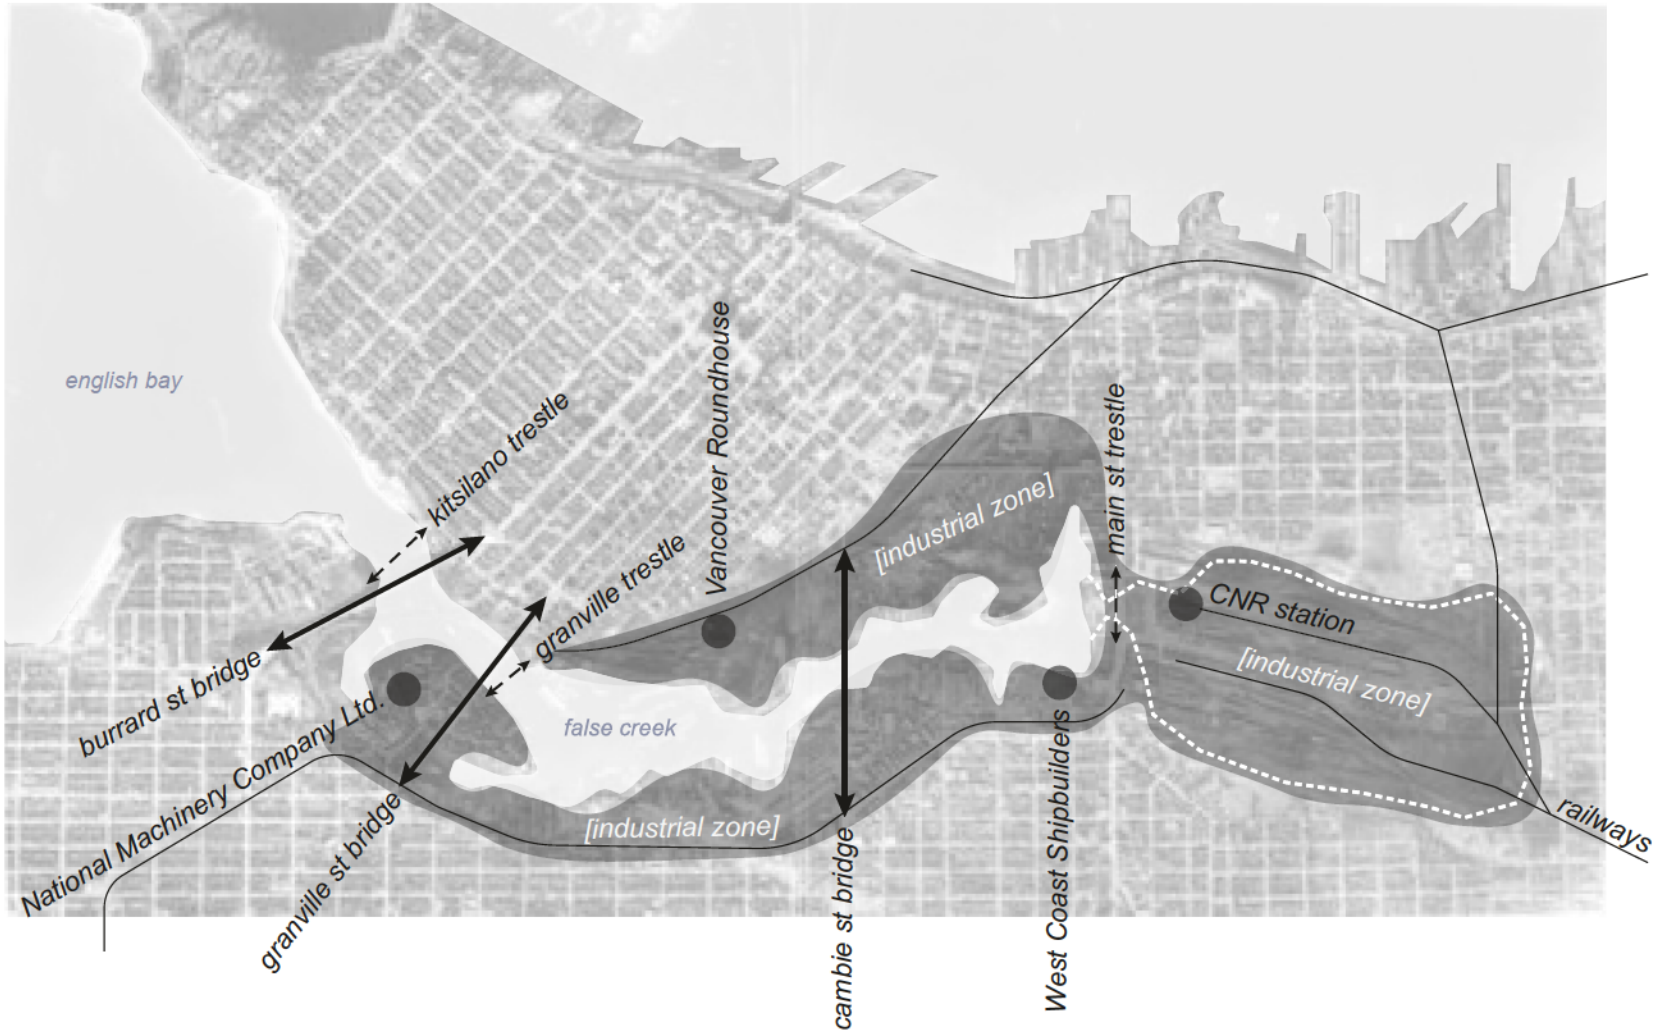 english bay
kitsilano trestle
granville trestle
Vancouver Roundhouse
[industrial zone]
main st trestle
CNR station
[industrial zone]
burrard st bridge
National Machinery Company Ltd.
false creek
granville st bridge
[industrial zone]
cambie st bridge
West Coast Shipbuilders
railways